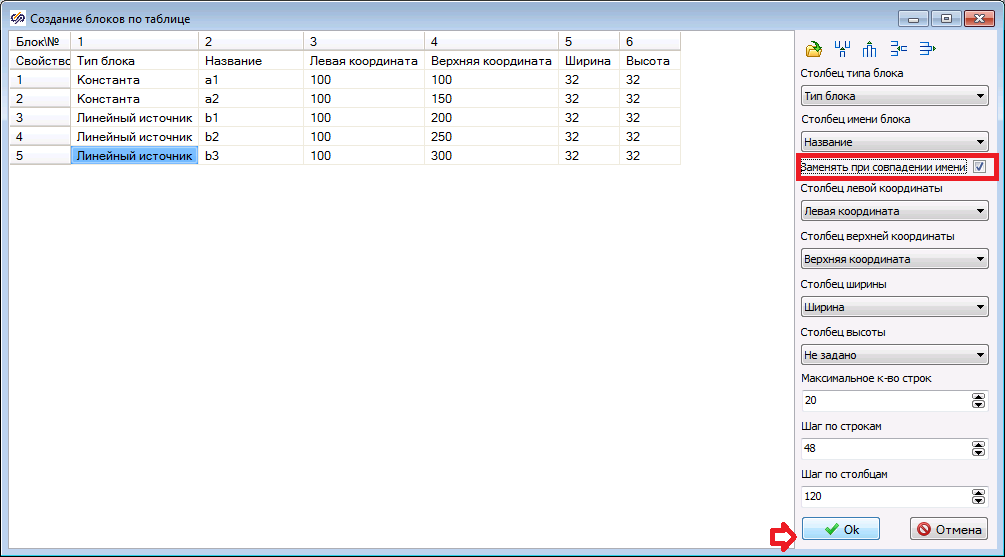 Создание блоков по таблице
Блок\№ 1 2 3 4 5 6
Свойство Тип блока Название Левая координата Верхняя координата Ширина Высота
1 Константа a1 100 100 32 32
2 Константа a2 100 150 32 32
3 Линейный источник b1 100 200 32 32
4 Линейный источник b2 100 250 32 32
5 Линейный источник b3 100 300 32 32
Столбец типа блока
Тип блока
Столбец имени блока
Название
Заменять при совпадении имени
Столбец левой координаты
Левая координата
Столбец верхней координаты
Верхняя координата
Столбец ширины
Ширина
Столбец высоты
Не задано
Максимальное к-во строк
20
Шаг по строкам
48
Шаг по столбцам
120
Ok Отмена